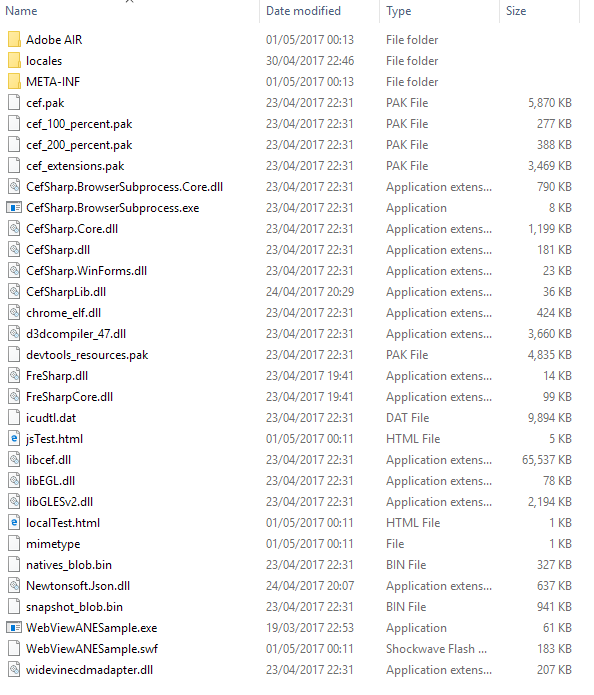 Name Date modified Type Size
Adobe AIR 01/05/2017 00:13 File folder
locales 30/04/2017 22:46 File folder
META-INF 01/05/2017 00:13 File folder
cef.pak 23/04/2017 22:31 PAK File 5,870 KB
cef_100_percent.pak 23/04/2017 22:31 PAK File 277 KB
cef_200_percent.pak 23/04/2017 22:31 PAK File 388 KB
cef_extensions.pak 23/04/2017 22:31 PAK File 3,469 KB
CefSharp.BrowserSubprocess.Core.dll 23/04/2017 22:31 Application extens... 790 KB
CefSharp.BrowserSubprocess.exe 23/04/2017 22:31 Application 8 KB
CefSharp.Core.dll 23/04/2017 22:31 Application extens... 1,199 KB
CefSharp.dll 23/04/2017 22:31 Application extens... 181 KB
CefSharp.WinForms.dll 23/04/2017 22:31 Application extens... 23 KB
CefSharpLib.dll 24/04/2017 20:29 Application extens... 36 KB
chrome_elf.dll 23/04/2017 22:31 Application extens... 424 KB
d3dcompiler_47.dll 23/04/2017 22:31 Application extens... 3,660 KB
devtools_resources.pak 23/04/2017 22:31 PAK File 4,835 KB
FreSharp.dll 23/04/2017 19:41 Application extens... 14 KB
FreSharpCore.dll 23/04/2017 19:41 Application extens... 99 KB
icudtl.dat 23/04/2017 22:31 DAT File 9,894 KB
jsTest.html 01/05/2017 00:11 HTML File 5 KB
libcef.dll 23/04/2017 22:31 Application extens... 65,537 KB
libEGL.dll 23/04/2017 22:31 Application extens... 78 KB
libGLESv2.dll 23/04/2017 22:31 Application extens... 2,194 KB
localTest.html 01/05/2017 00:11 HTML File 1 KB
mimetype 01/05/2017 00:11 File 1 KB
natives_blob.bin 23/04/2017 22:31 BIN File 327 KB
Newtonsoft.Json.dll 24/04/2017 20:07 Application extens... 637 KB
snapshot_blob.bin 23/04/2017 22:31 BIN File 941 KB
WebViewANESample.exe 19/03/2017 22:53 Application 61 KB
WebViewANESample.swf 01/05/2017 00:11 Shockwave Flash ... 183 KB
widevinecdmadapter.dll 23/04/2017 22:31 Application extens... 207 KB